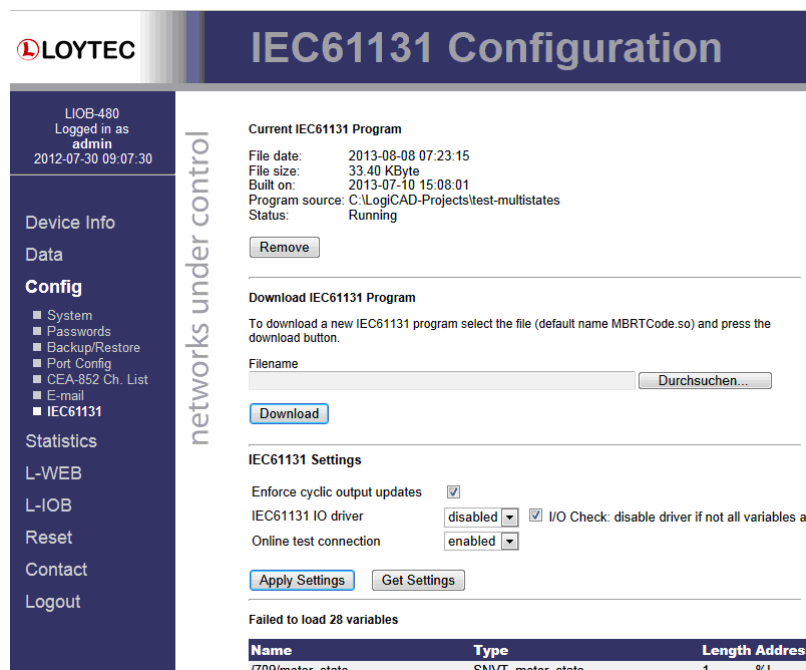 LOYTEC
IEC61131 Configuration
LIOB-480
Logged in as
admin
2012-07-30 09:07:30
Device Info
Data
Config
System
Passwords
Backup/Restore
Port Config
CEA-852 Ch. List
E-mail
IEC61131
Statistics
L-WEB
L-IOB
Reset
Contact
Logout
networks under control
Current IEC61131 Program
File date: 2013-08-08 07:23:15
File size: 33.40 KByte
Built on: 2013-07-10 15:08:01
Program source: C:\LogiCAD-Projects\test-multistates
Status: Running
Remove
Download IEC61131 Program
To download a new IEC61131 program select the file (default name MBRTCode.so) and press the
download button.
Filename
Durchsuchen...
Download
IEC61131 Settings
Enforce cyclic output updates
IEC61131 IO driver disabled I/O Check: disable driver if not all variables a
Online test connection enabled
Apply Settings Get Settings
Failed to load 28 variables
Name Type Length Addres